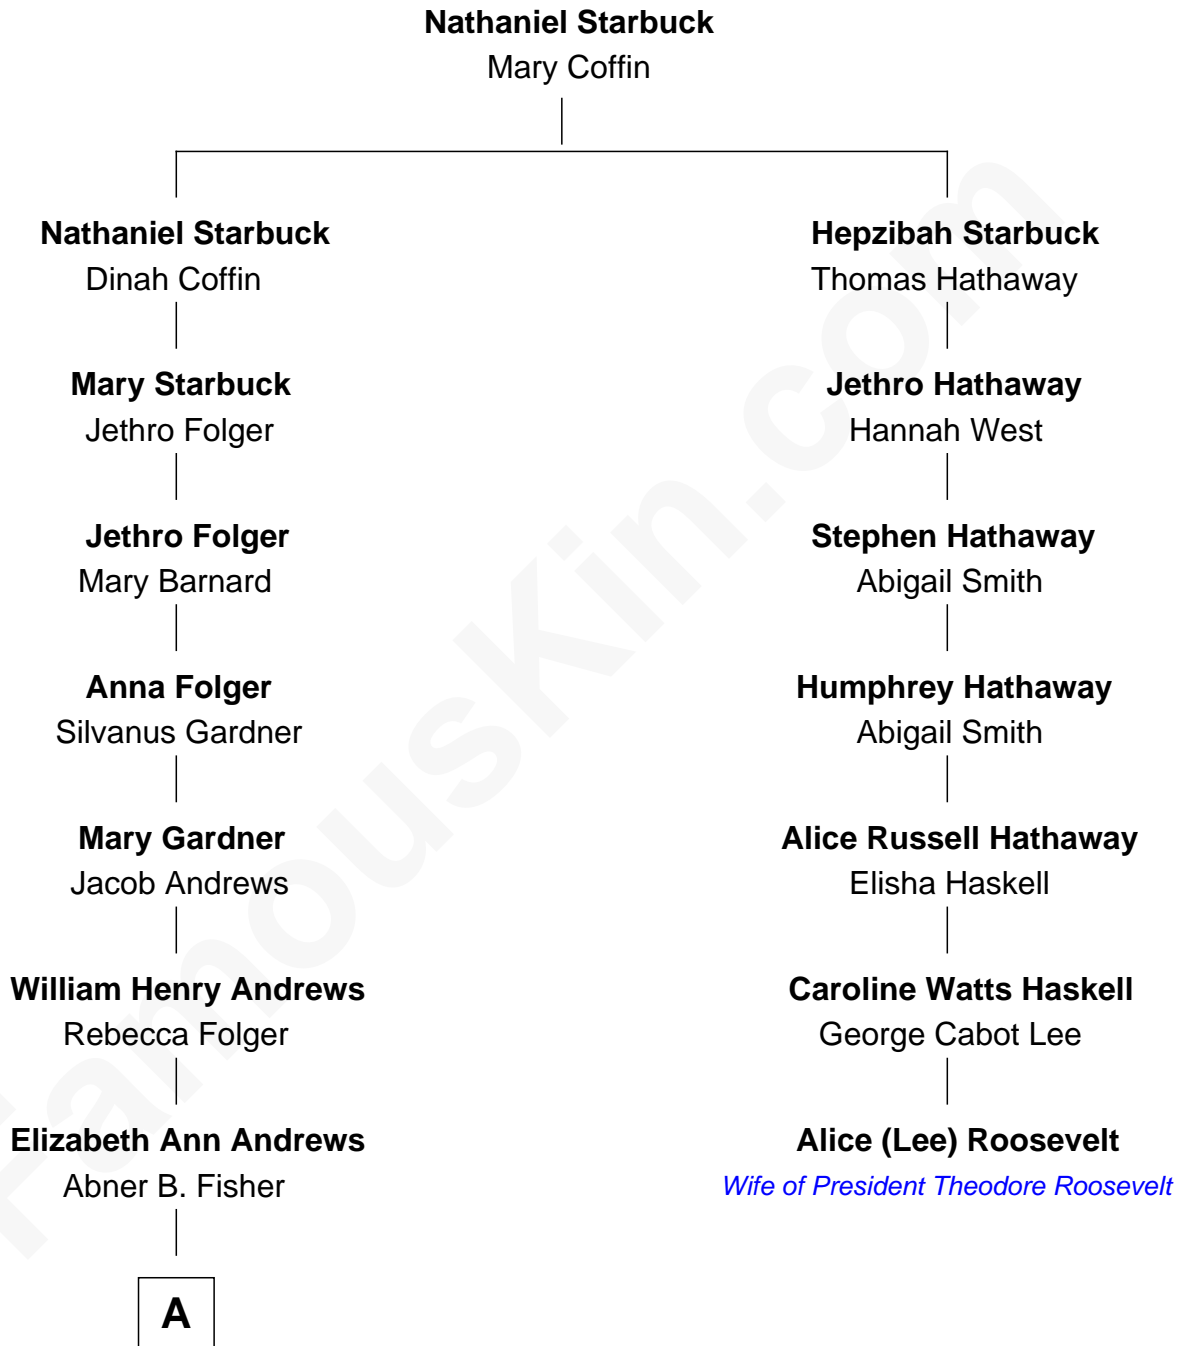 Nathaniel Starbuck
Mary Coffin
Nathaniel Starbuck
Dinah Coffin
Mary Starbuck
Jethro Folger
Jethro Folger
Mary Barnard
Anna Folger
Silvanus Gardner
Mary Gardner
Jacob Andrews
William Henry Andrews
Rebecca Folger
Elizabeth Ann Andrews
Abner B. Fisher
A
Hepzibah Starbuck
Thomas Hathaway
Jethro Hathaway
Hannah West
Stephen Hathaway
Abigail Smith
Humphrey Hathaway
Abigail Smith
Alice Russell Hathaway
Elisha Haskell
Caroline Watts Haskell
George Cabot Lee
Alice (Lee) Roosevelt
Wife of President Theodore Roosevelt
FamousKin.com